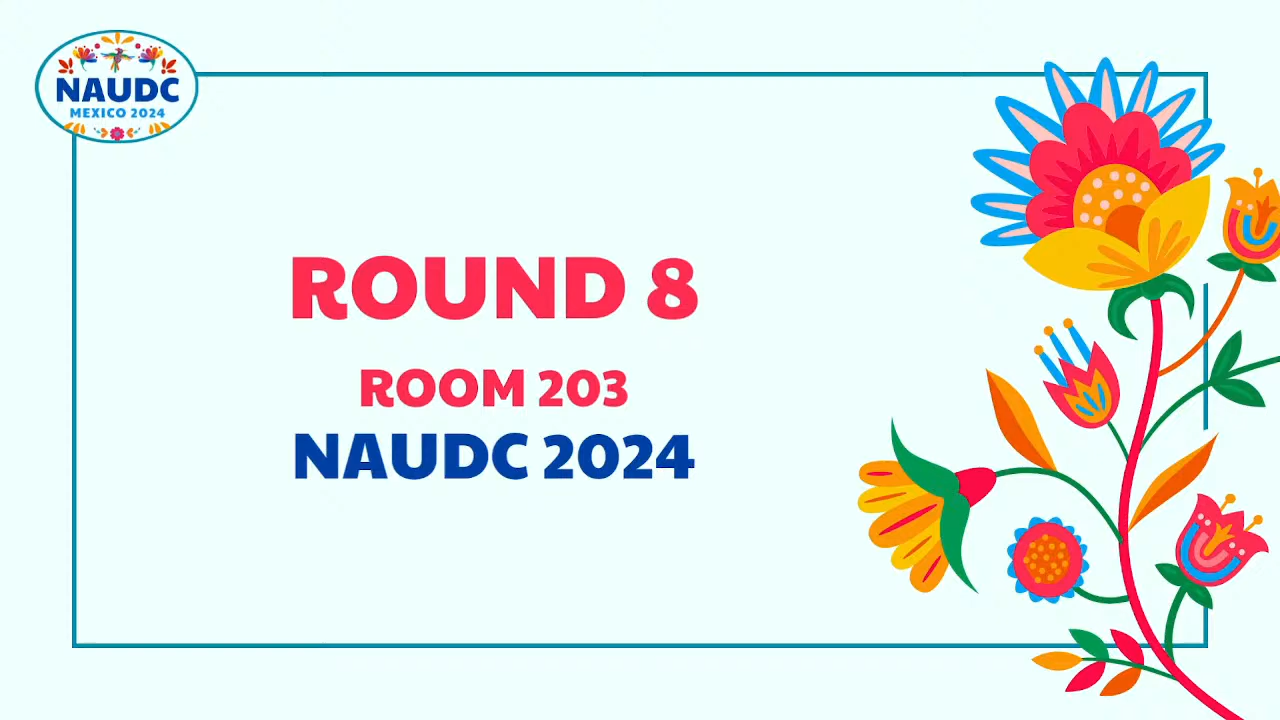 NAUDC
MEXICO 2024
ROUND 8
ROOM 203
NAUDC 2024